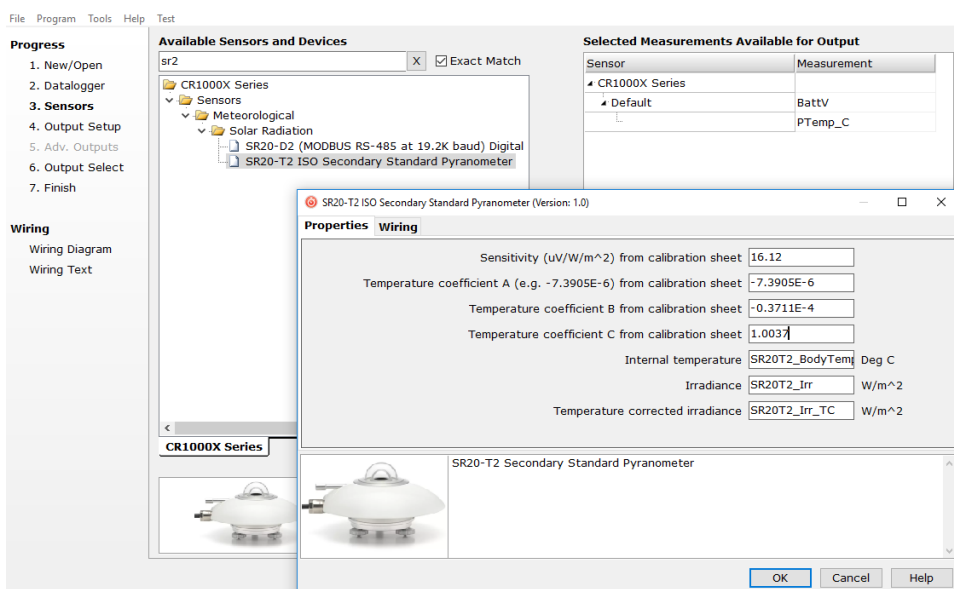 File Program Tools Help Test
Progress
1. New/Open
2. Datalogger
3. Sensors
4. Output Setup
5. Adv. Outputs
6. Output Select
7. Finish
Wiring
Wiring Diagram
Wiring Text
Available Sensors and Devices
sr2 X Exact Match
CR1000X Series
Sensors
Meteorological
Solar Radiation
SR20-D2 (MODBUS RS-485 at 19.2K baud) Digital
SR20-T2 ISO Secondary Standard Pyranometer
CR1000X Series
Selected Measurements Available for Output
Sensor Measurement
CR1000X Series
Default BattV
PTemp_C
SR20-T2 ISO Secondary Standard Pyranometer (Version: 1.0)
Properties Wiring
Sensitivity (uV/W/m^2) from calibration sheet 16.12
Temperature coefficient A (e.g. -7.3905E-6) from calibration sheet -7.3905E-6
Temperature coefficient B from calibration sheet -0.3711E-4
Temperature coefficient C from calibration sheet 1.0037
Internal temperature SR20T2_BodyTemp Deg C
Irradiance SR20T2_Irr W/m^2
Temperature corrected irradiance SR20T2_Irr_TC W/m^2
SR20-T2 Secondary Standard Pyranometer
OK Cancel Help